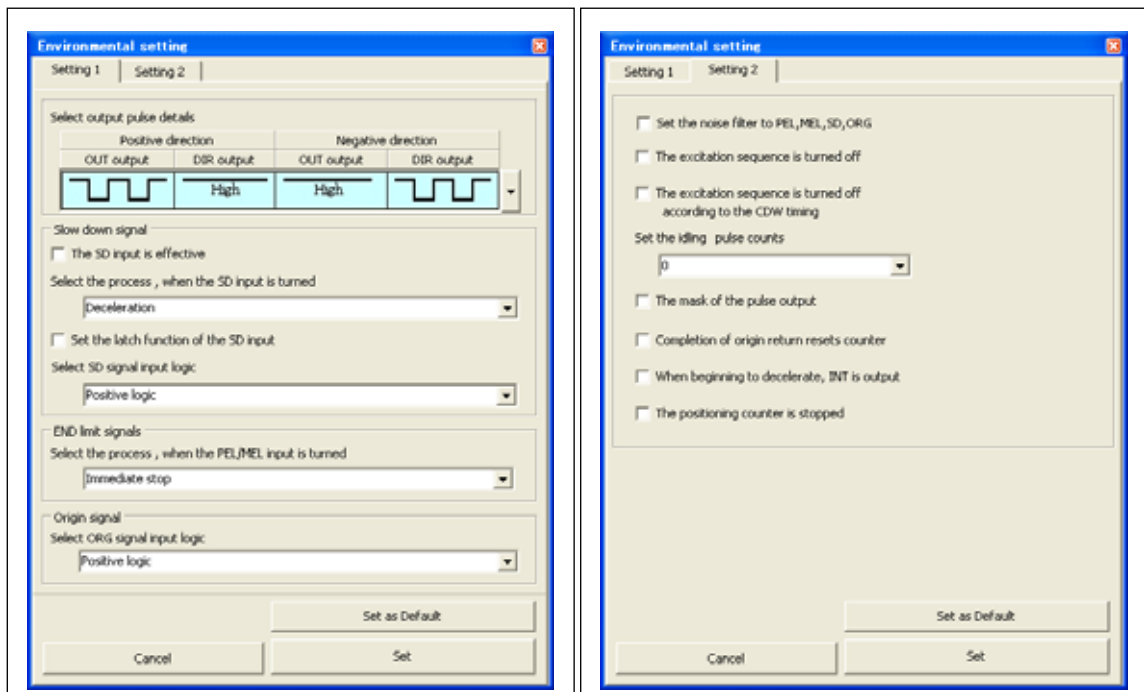 Environmental setting
Setting 1
Setting 2
Select output pulse details
Positive direction
Negative direction
OUT output
DIR output
OUT output
DIR output
High
High
Slow down signal
The SD input is effective
Select the process , when the SD input is turned
Deceleration
Set the latch function of the SD input
Select SD signal input logic
Positive logic
END limit signals
Select the process , when the PEL/MEL input is turned
Immediate stop
Origin signal
Select ORG signal input logic
Positive logic
Set as Default
Cancel
Set
Environmental setting
Setting 1
Setting 2
Set the noise filter to PEL,MEL,SD,ORG
The excitation sequence is turned off
The excitation sequence is turned off
according to the CDW timing
Set the idling pulse counts
0
The mask of the pulse output
Completion of origin return resets counter
When beginning to decelerate, INT is output
The positioning counter is stopped
Set as Default
Cancel
Set